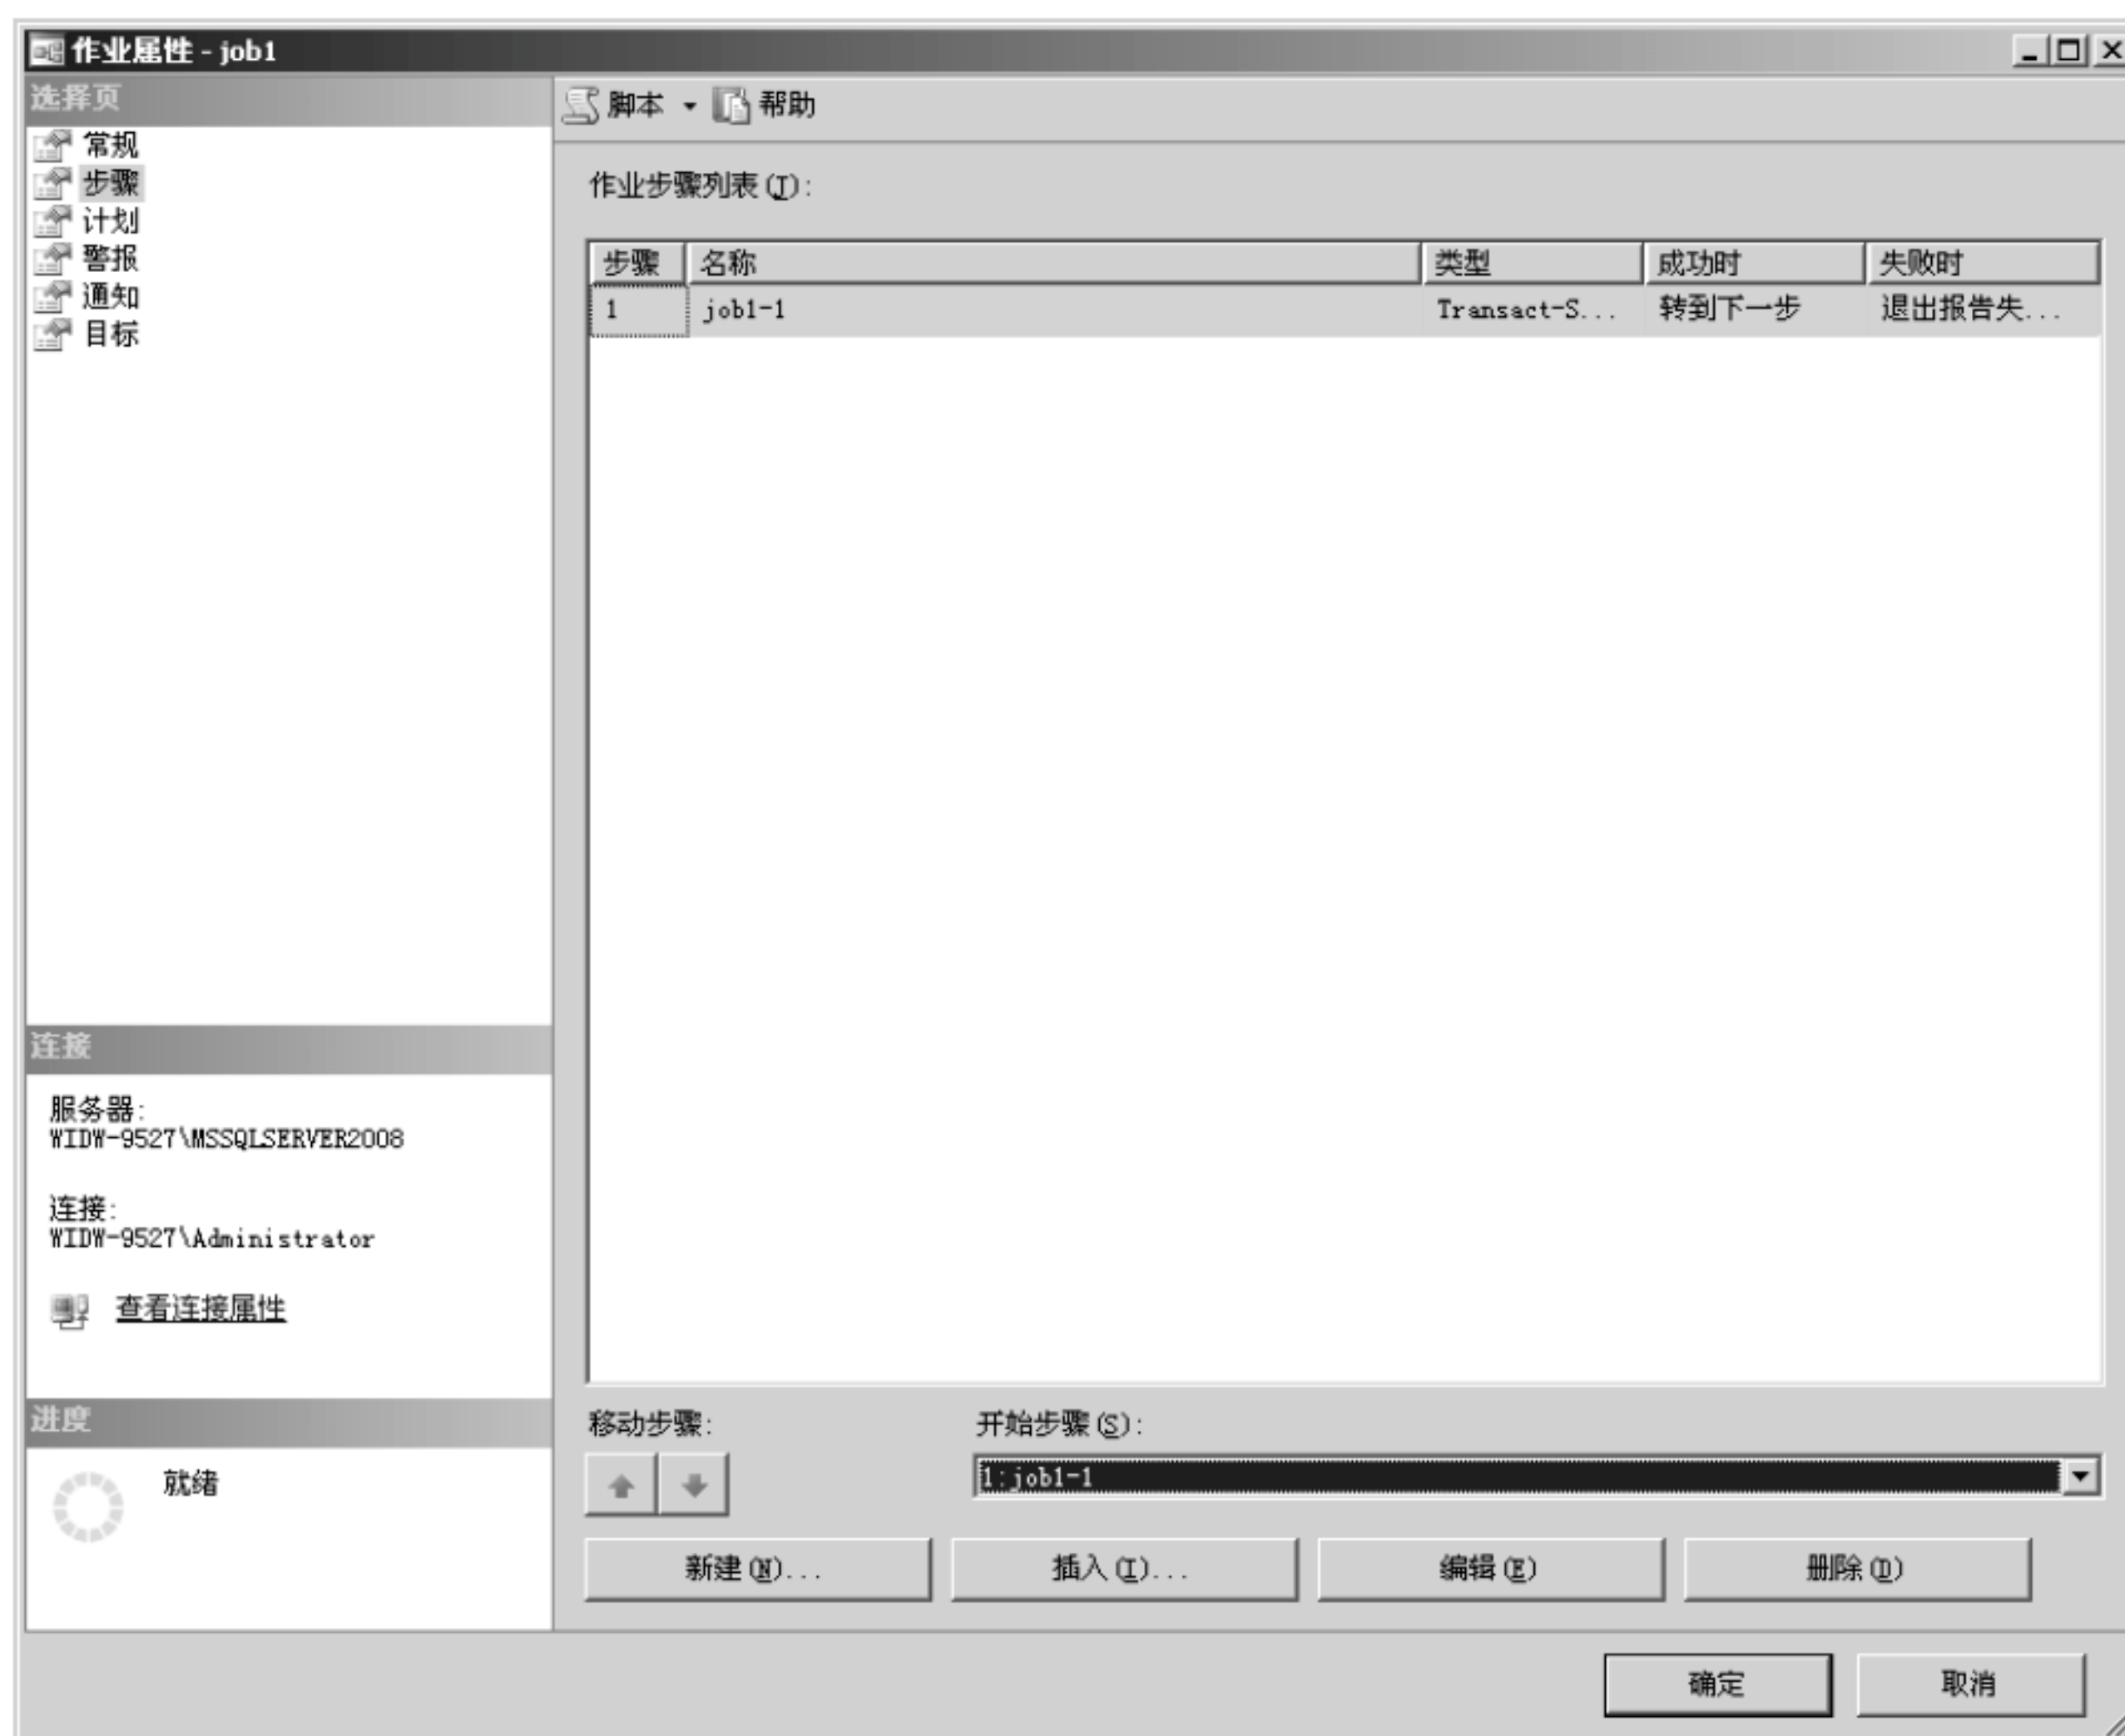 作业属性 - job1
选择页
常规
步骤
计划
警报
通知
目标
连接
服务器:
WIDW-9527\MSSQLSERVER2008
连接:
WIDW-9527\Administrator
查看连接属性
进度
就绪
脚本 帮助
作业步骤列表(J):
步骤 名称 类型 成功时 失败时
1 job1-1 Transact-S... 转到下一步 退出报告失...
移动步骤: 开始步骤(S):
1:job1-1
新建(N)... 插入(I)... 编辑(E) 删除(D)
确定 取消